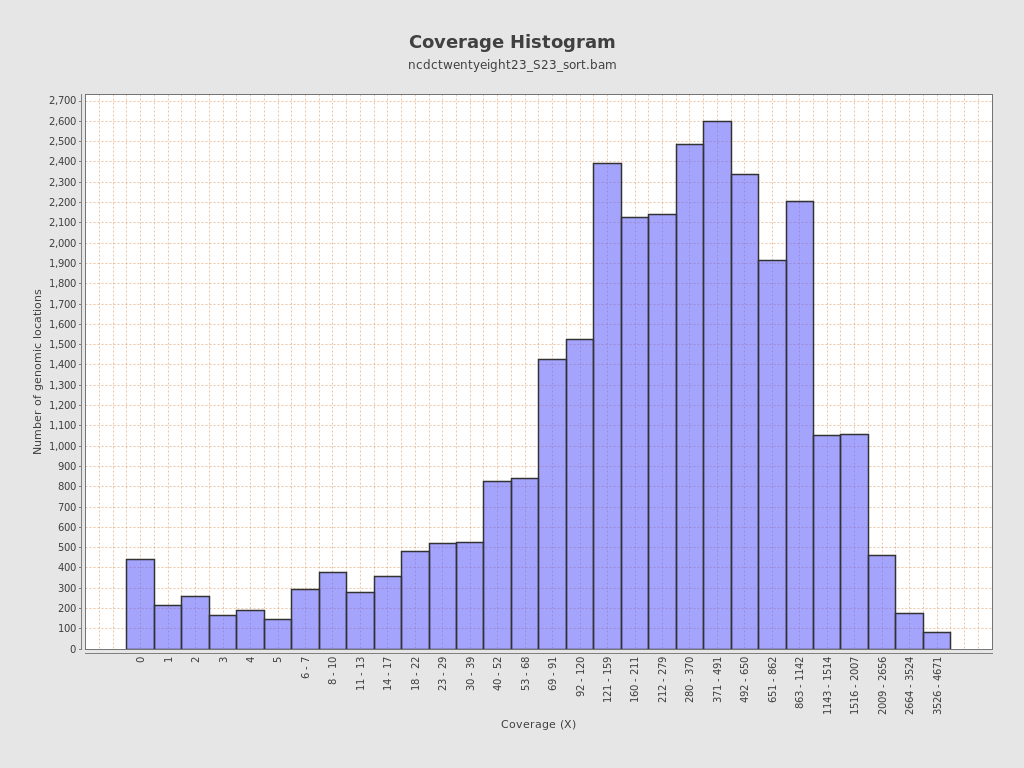 Coverage Histogram
ncdctwentyeight23_S23_sort.bam
Number of genomic locations
2,700
2,600
2,500
2,400
2,300
2,200
2,100
2,000
1,900
1,800
1,700
1,600
1,500
1,400
1,300
1,200
1,100
1,000
900
800
700
600
500
400
300
200
100
0
0
1
2
3
4
5
6 - 7
8 - 10
11 - 13
14 - 17
18 - 22
23 - 29
30 - 39
40 - 52
53 - 68
69 - 91
92 - 120
121 - 159
160 - 211
212 - 279
280 - 370
371 - 491
492 - 650
651 - 862
863 - 1142
1143 - 1514
1516 - 2007
2009 - 2656
2664 - 3524
3526 - 4671
Coverage (X)